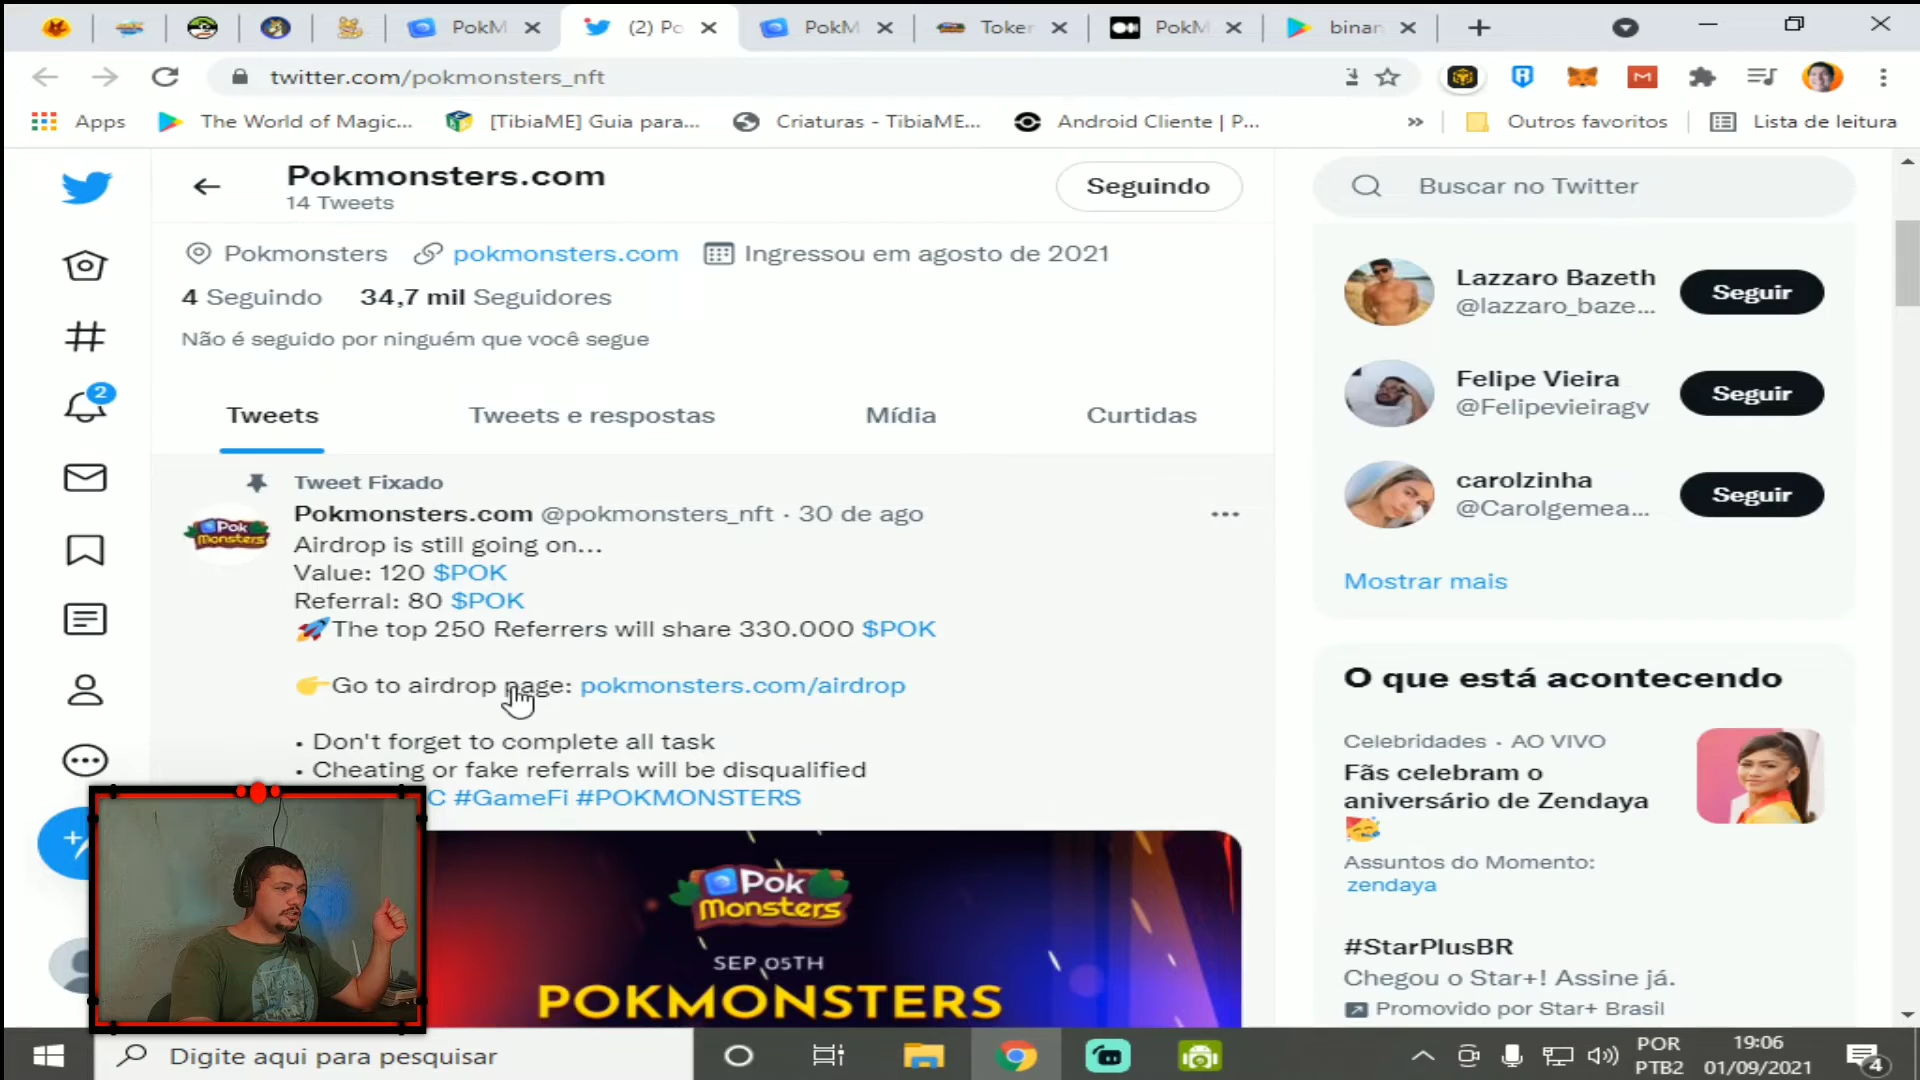 PokM
(2) Po
PokM
Toker
PokM
binan
twitter.com/pokmonsters_nft
Apps
The World of Magic...
[TibiaME] Guia para...
Criaturas - TibiaME...
Android Cliente | P...
»
Outros favoritos
Lista de leitura
Pokmonsters.com
14 Tweets
Seguindo
Buscar no Twitter
Pokmonsters
pokmonsters.com
Ingressou em agosto de 2021
4 Seguindo
34,7 mil Seguidores
Não é seguido por ninguém que você segue
Tweets
Tweets e respostas
Mídia
Curtidas
2
Tweet Fixado
Pokmonsters.com @pokmonsters_nft · 30 de ago
Airdrop is still going on...
Value: 120 $POK
Referral: 80 $POK
🚀The top 250 Referrers will share 330.000 $POK
👉Go to airdrop page: pokmonsters.com/airdrop
• Don't forget to complete all task
• Cheating or fake referrals will be disqualified
C #GameFi #POKMONSTERS
Pok
Monsters
Pok
Monsters
SEP 05TH
POKMONSTERS
Lazzaro Bazeth
@lazzaro_baze...
Seguir
Felipe Vieira
@Felipevieiragv
Seguir
carolzinha
@Carolgemea...
Seguir
Mostrar mais
O que está acontecendo
Celebridades · AO VIVO
Fãs celebram o
aniversário de Zendaya
🥳
Assuntos do Momento:
zendaya
#StarPlusBR
Chegou o Star+! Assine já.
Promovido por Star+ Brasil
Digite aqui para pesquisar
POR
PTB2
19:06
01/09/2021
4